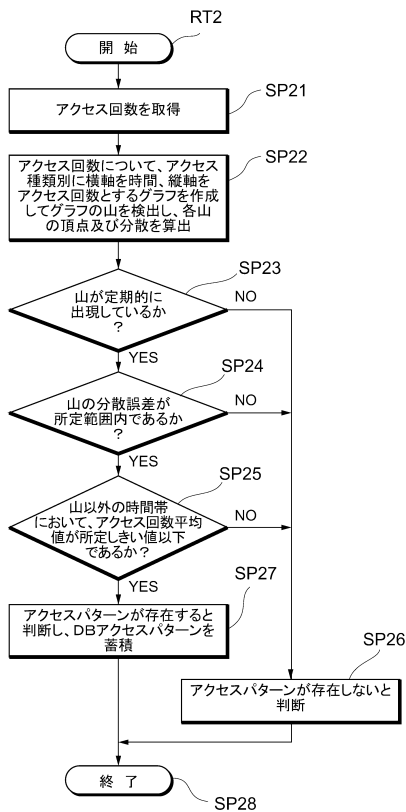 RT2
開 始
SP21
アクセス回数を取得
SP22
アクセス回数について、アクセス
種類別に横軸を時間、縦軸を
アクセス回数とするグラフを作成
してグラフの山を検出し、各山
の頂点及び分散を算出
SP23
山が定期的に
出現しているか
?
NO
YES
SP24
山の分散誤差が
所定範囲内であるか
?
NO
YES
SP25
山以外の時間帯
において、アクセス回数平均
値が所定しきい値以下
であるか?
NO
YES
SP27
アクセスパターンが存在すると
判断し、DBアクセスパターンを
蓄積
SP26
アクセスパターンが存在しないと
判断
終 了
SP28